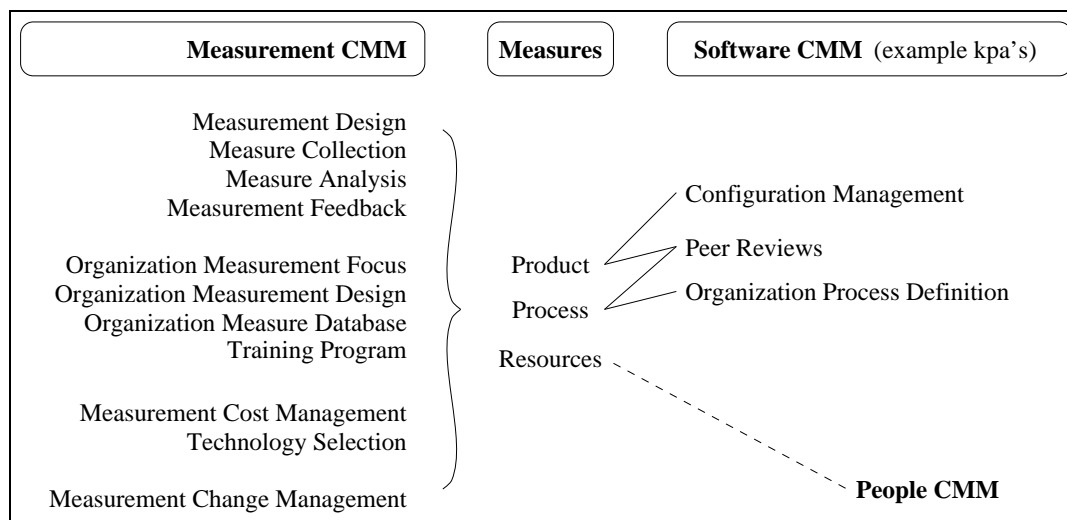 Measurement CMM
Measures
Software CMM (example kpa's)
Measurement Design
Measure Collection
Measure Analysis
Measurement Feedback
Organization Measurement Focus
Organization Measurement Design
Organization Measure Database
Training Program
Measurement Cost Management
Technology Selection
Measurement Change Management
Product
Process
Resources
Configuration Management
Peer Reviews
Organization Process Definition
People CMM